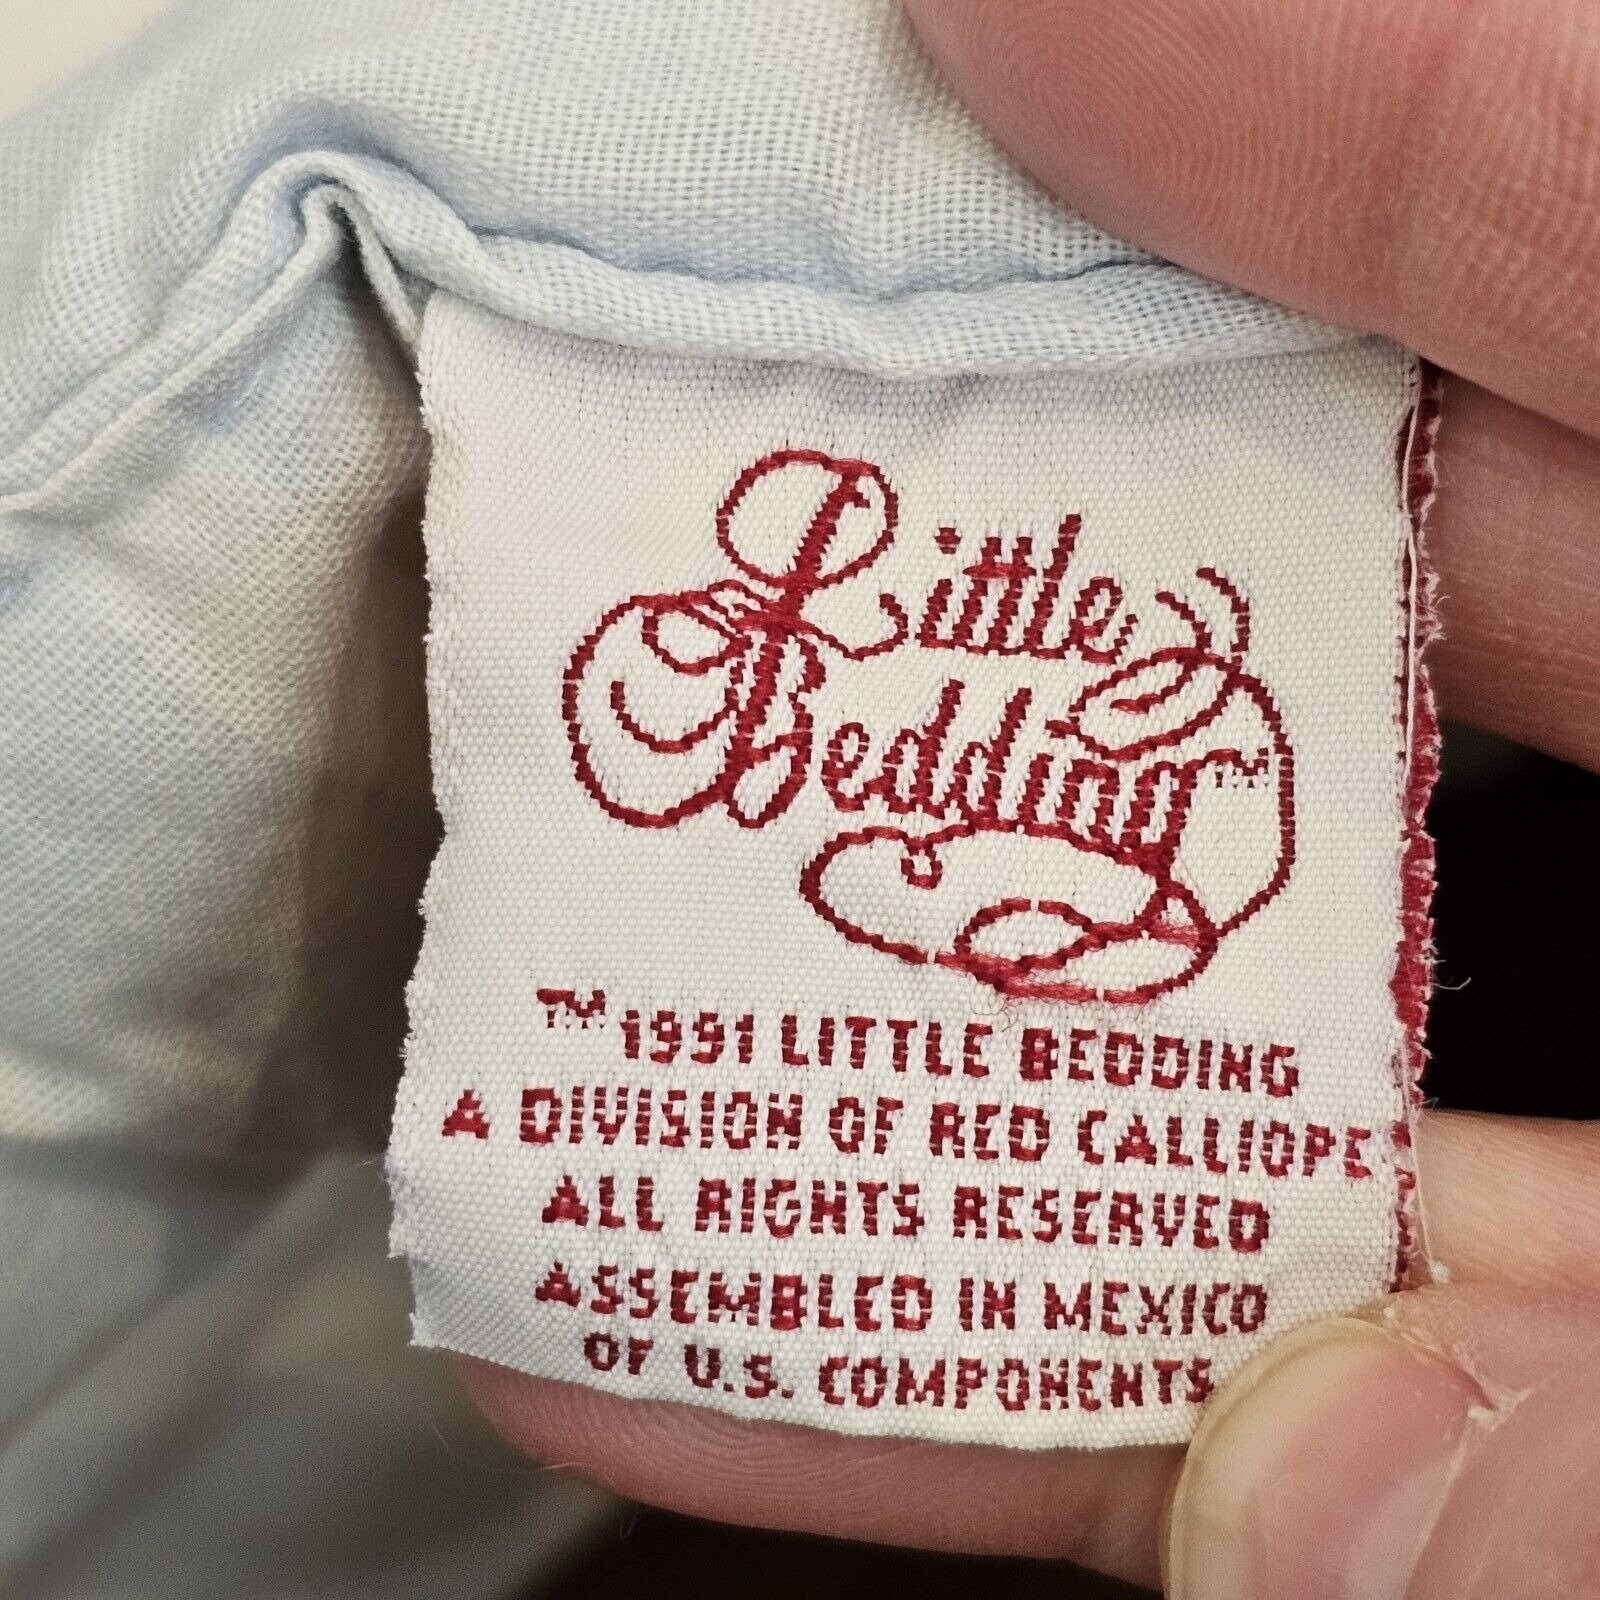 Little
Bedding™
™1991 LITTLE BEDDING
A DIVISION OF RED CALLIOPE
ALL RIGHTS RESERVED
ASSEMBLED IN MEXICO
OF U.S. COMPONENTS